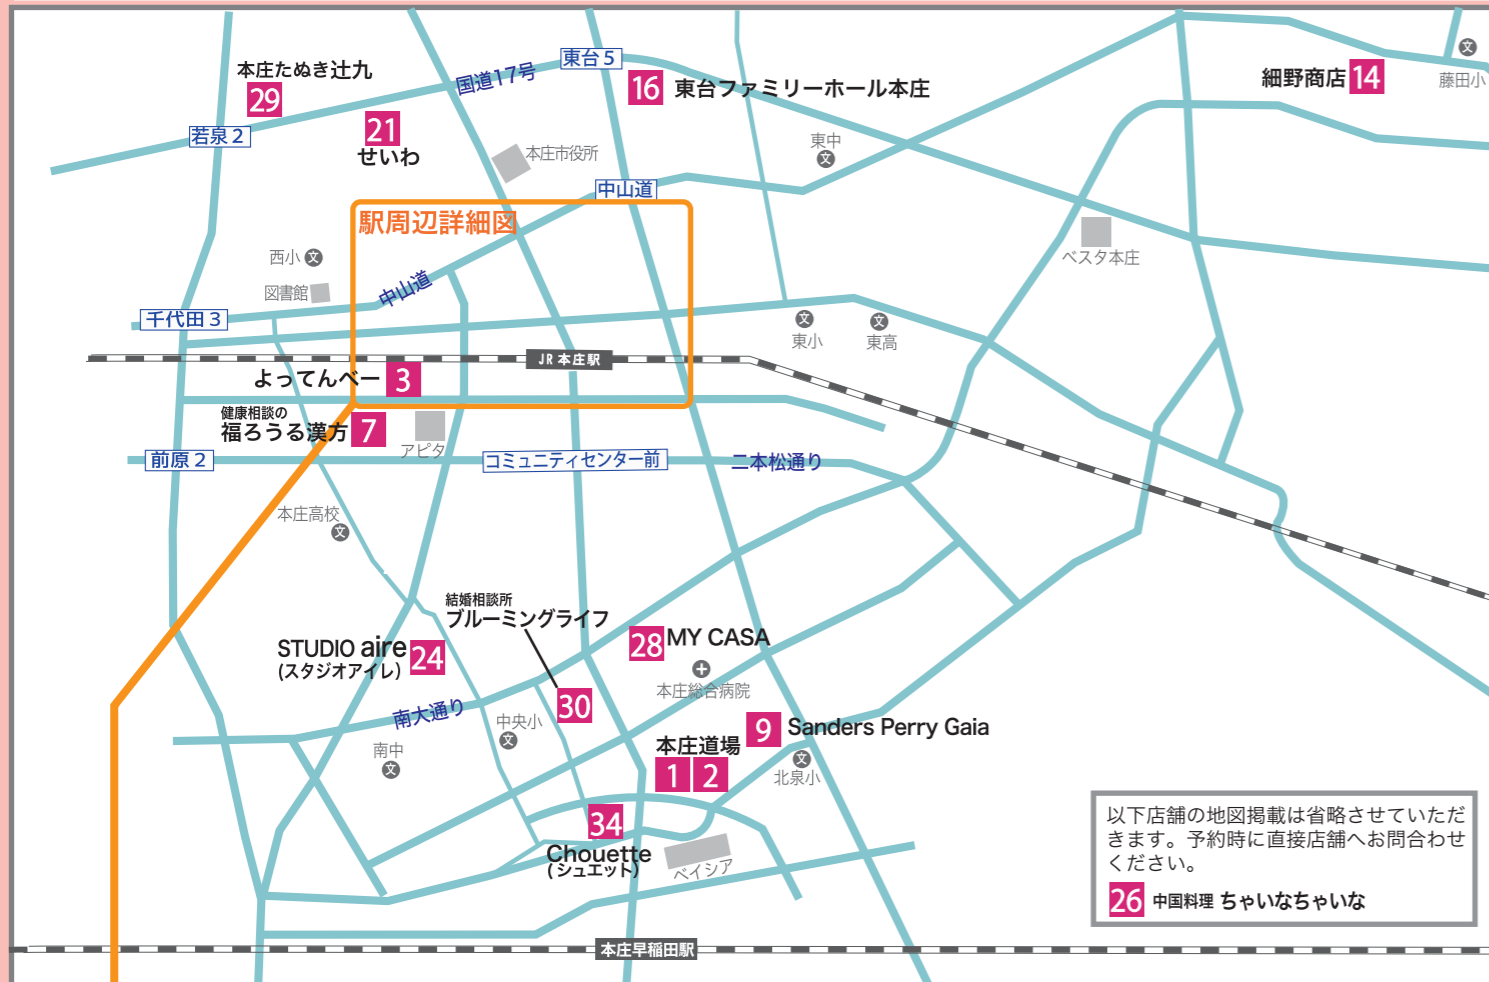 本庄たぬき辻九
29
若泉2
21
せいわ
国道17号
東台5
16 東台ファミリーホール本庄
細野商店 14
文
藤田小
本庄市役所
東中
文
中山道
駅周辺詳細図
西小 文
図書館
中山道
千代田3
ベスタ本庄
文
東小
文
東高
JR 本庄駅
よってんべー 3
健康相談の
福ろうる漢方 7
アピタ
前原2
コミュニティセンター前
二本松通り
本庄高校
文
結婚相談所
ブルーミングライフ
STUDIO aire
(スタジオアイレ)
24
28 MY CASA
本庄総合病院
30
南大通り
中央小
文
南中
文
9 Sanders Perry Gaia
本庄道場
1 2
文
北泉小
34
Chouette
(シュエット)
ベイシア
以下店舗の地図掲載は省略させていただ
きます。予約時に直接店舗へお問合わせ
ください。
26 中国料理 ちゃいなちゃいな
本庄早稲田駅